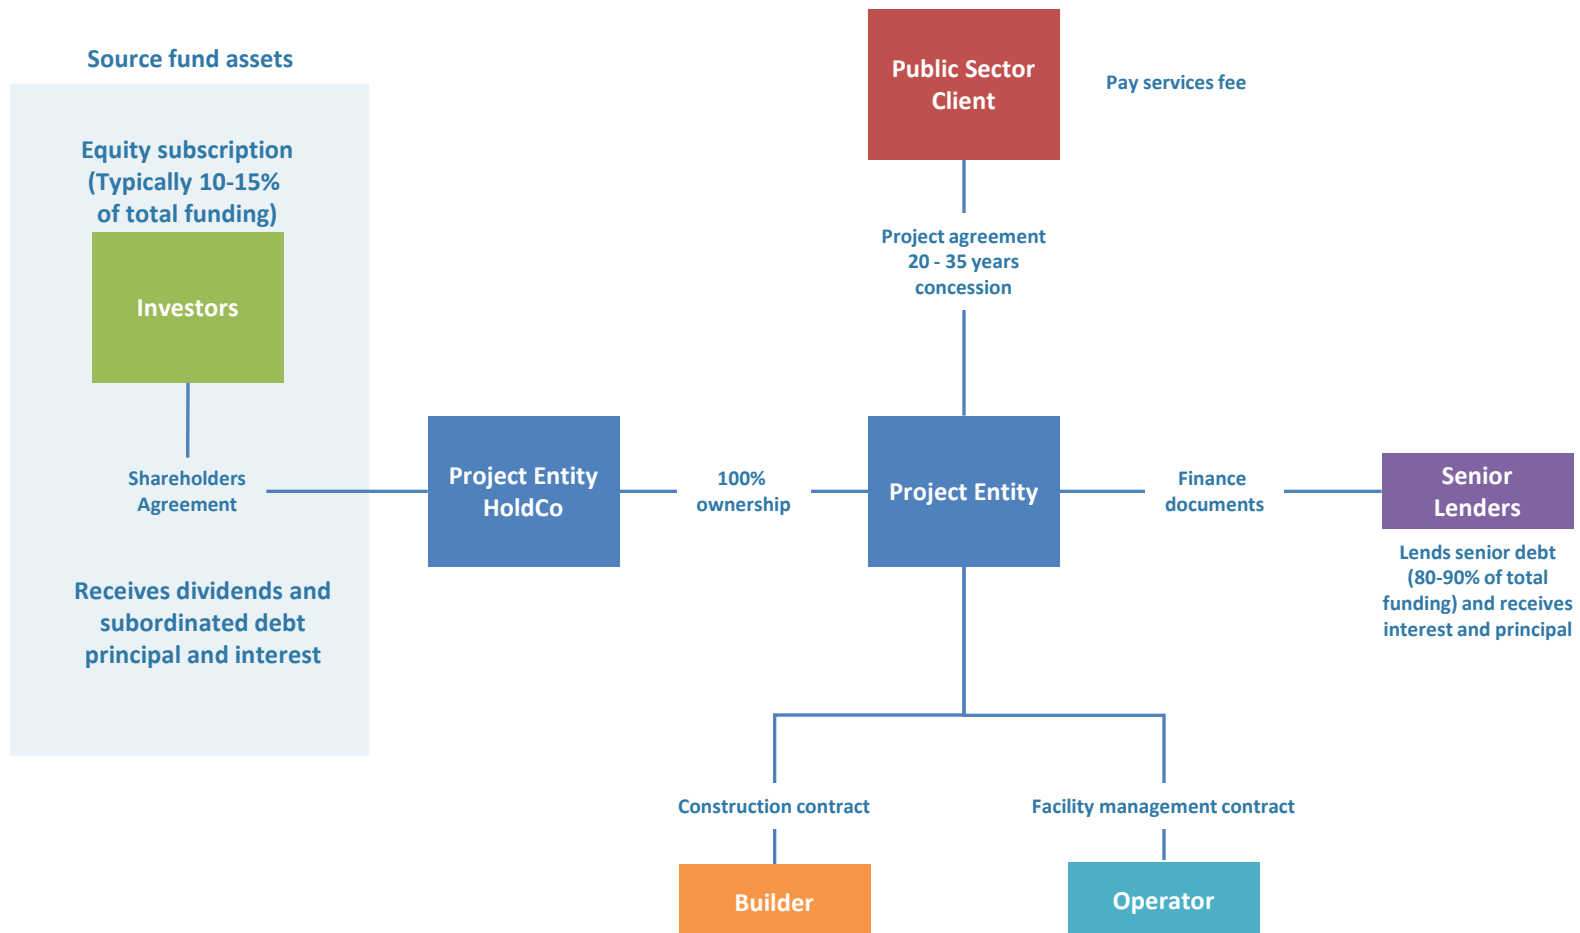 Source fund assets
Equity subscription
(Typically 10-15%
of total funding)
Investors
Shareholders
Agreement
Receives dividends and
subordinated debt
principal and interest
Project Entity
HoldCo
100%
ownership
Public Sector
Client
Pay services fee
Project agreement
20 - 35 years
concession
Project Entity
Finance
documents
Senior
Lenders
Lends senior debt
(80-90% of total
funding) and receives
interest and principal
Construction contract
Builder
Facility management contract
Operator